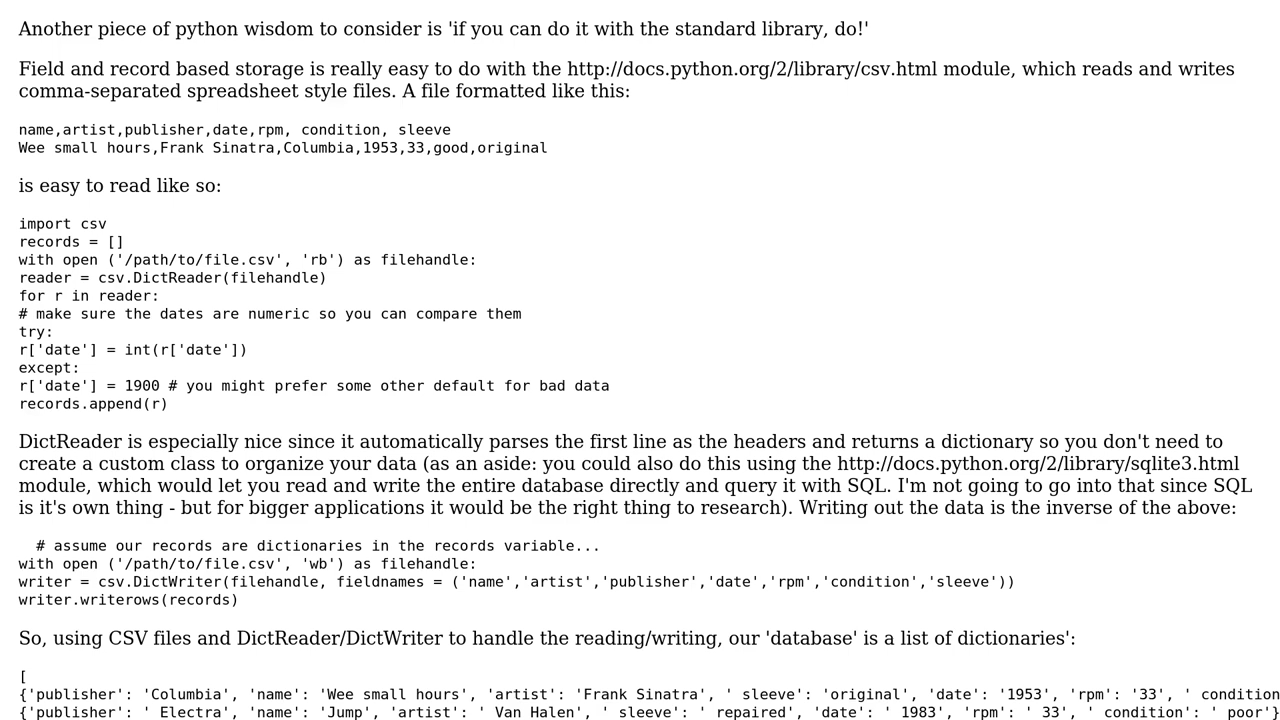 Another piece of python wisdom to consider is 'if you can do it with the standard library, do!'
Field and record based storage is really easy to do with the http://docs.python.org/2/library/csv.html module, which reads and writes
comma-separated spreadsheet style files. A file formatted like this:
name,artist,publisher,date,rpm, condition, sleeve
Wee small hours,Frank Sinatra,Columbia,1953,33,good,original
is easy to read like so:
import csv
records = []
with open ('/path/to/file.csv', 'rb') as filehandle:
reader = csv.DictReader(filehandle)
for r in reader:
# make sure the dates are numeric so you can compare them
try:
r['date'] = int(r['date'])
except:
r['date'] = 1900 # you might prefer some other default for bad data
records.append(r)
DictReader is especially nice since it automatically parses the first line as the headers and returns a dictionary so you don't need to
create a custom class to organize your data (as an aside: you could also do this using the http://docs.python.org/2/library/sqlite3.html
module, which would let you read and write the entire database directly and query it with SQL. I'm not going to go into that since SQL
is it's own thing - but for bigger applications it would be the right thing to research). Writing out the data is the inverse of the above:
  # assume our records are dictionaries in the records variable...
with open ('/path/to/file.csv', 'wb') as filehandle:
writer = csv.DictWriter(filehandle, fieldnames = ('name','artist','publisher','date','rpm','condition','sleeve'))
writer.writerows(records)
So, using CSV files and DictReader/DictWriter to handle the reading/writing, our 'database' is a list of dictionaries':
[
{'publisher': 'Columbia', 'name': 'Wee small hours', 'artist': 'Frank Sinatra', ' sleeve': 'original', 'date': '1953', 'rpm': '33', ' condition
{'publisher': ' Electra', 'name': 'Jump', 'artist': ' Van Halen', ' sleeve': ' repaired', 'date': ' 1983', 'rpm': ' 33', ' condition': ' poor'}